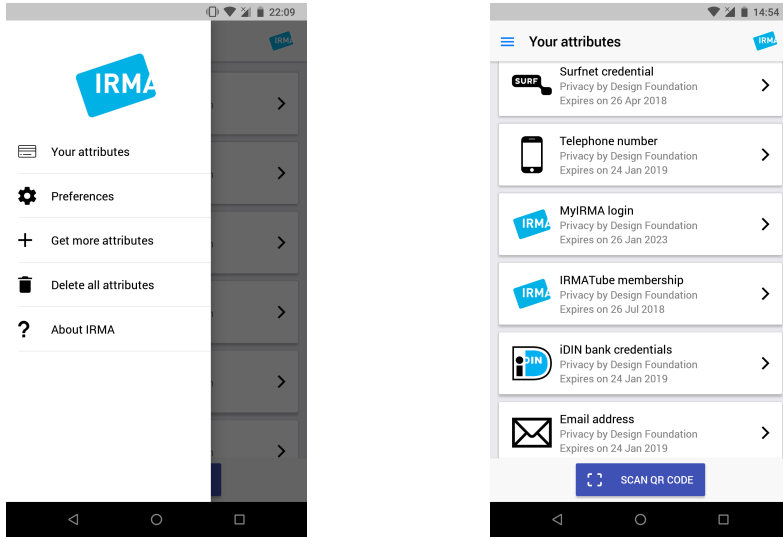 22:09
IRMA
IRMA
Your attributes
Preferences
Get more attributes
Delete all attributes
? About IRMA
14:54
Your attributes
IRMA
SURF
Surfnet credential
Privacy by Design Foundation
Expires on 26 Apr 2018
Telephone number
Privacy by Design Foundation
Expires on 24 Jan 2019
IRMA
MyIRMA login
Privacy by Design Foundation
Expires on 26 Jan 2023
IRMA
IRMATube membership
Privacy by Design Foundation
Expires on 26 Jul 2018
iDIN
iDIN bank credentials
Privacy by Design Foundation
Expires on 24 Jan 2019
Email address
Privacy by Design Foundation
Expires on 24 Jan 2019
SCAN QR CODE